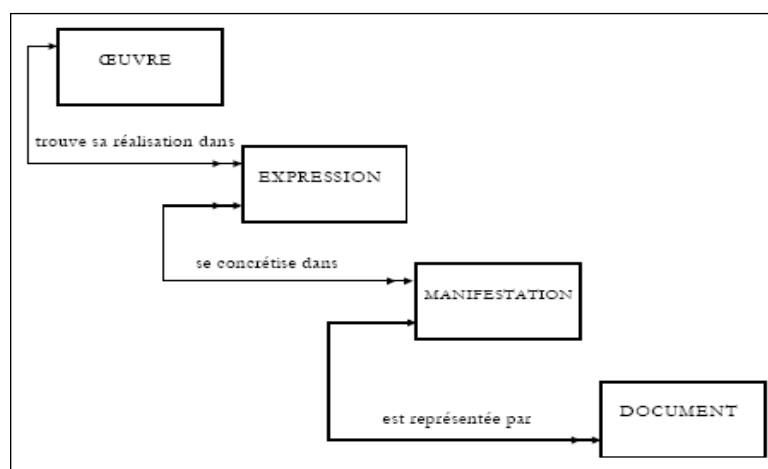 ŒUVRE
trouve sa réalisation dans
EXPRESSION
se concrétise dans
MANIFESTATION
est représentée par
DOCUMENT